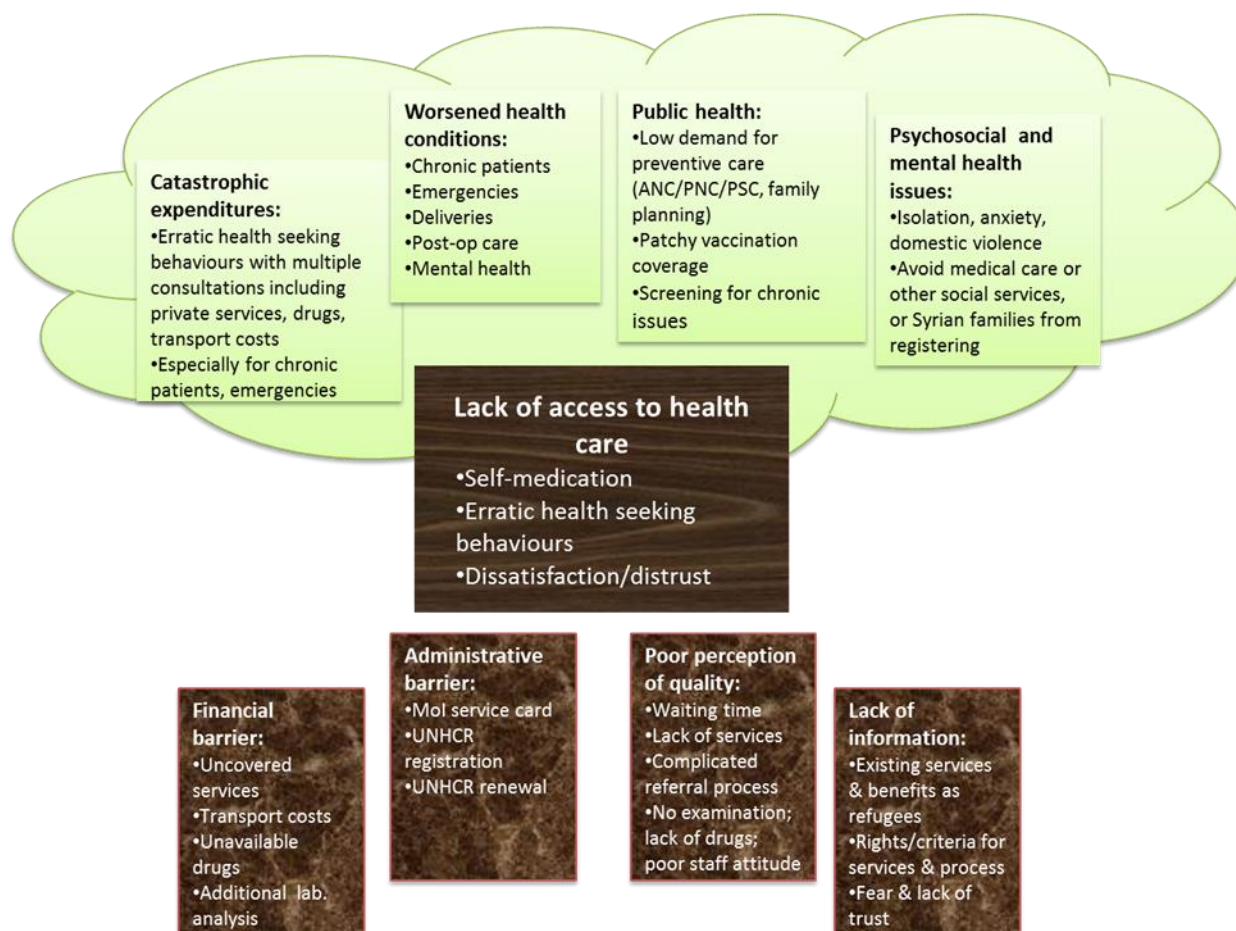 Catastrophic
expenditures:
•Erratic health seeking
behaviours with multiple
consultations including
private services, drugs,
transport costs
•Especially for chronic
patients, emergencies
Worsened health
conditions:
•Chronic patients
•Emergencies
•Deliveries
•Post-op care
•Mental health
Public health:
•Low demand for
preventive care
(ANC/PNC/PSC, family
planning)
•Patchy vaccination
coverage
•Screening for chronic
issues
Psychosocial and
mental health
issues:
•Isolation, anxiety,
domestic violence
•Avoid medical care or
other social services,
or Syrian families from
registering
Lack of access to health
care
•Self-medication
•Erratic health seeking
behaviours
•Dissatisfaction/distrust
Financial
barrier:
•Uncovered
services
•Transport costs
•Unavailable
drugs
•Additional lab.
analysis
Administrative
barrier:
•MoI service card
•UNHCR
registration
•UNHCR renewal
Poor perception
of quality:
•Waiting time
•Lack of services
•Complicated
referral process
•No examination;
lack of drugs;
poor staff attitude
Lack of
information:
•Existing services
& benefits as
refugees
•Rights/criteria for
services & process
•Fear & lack of
trust